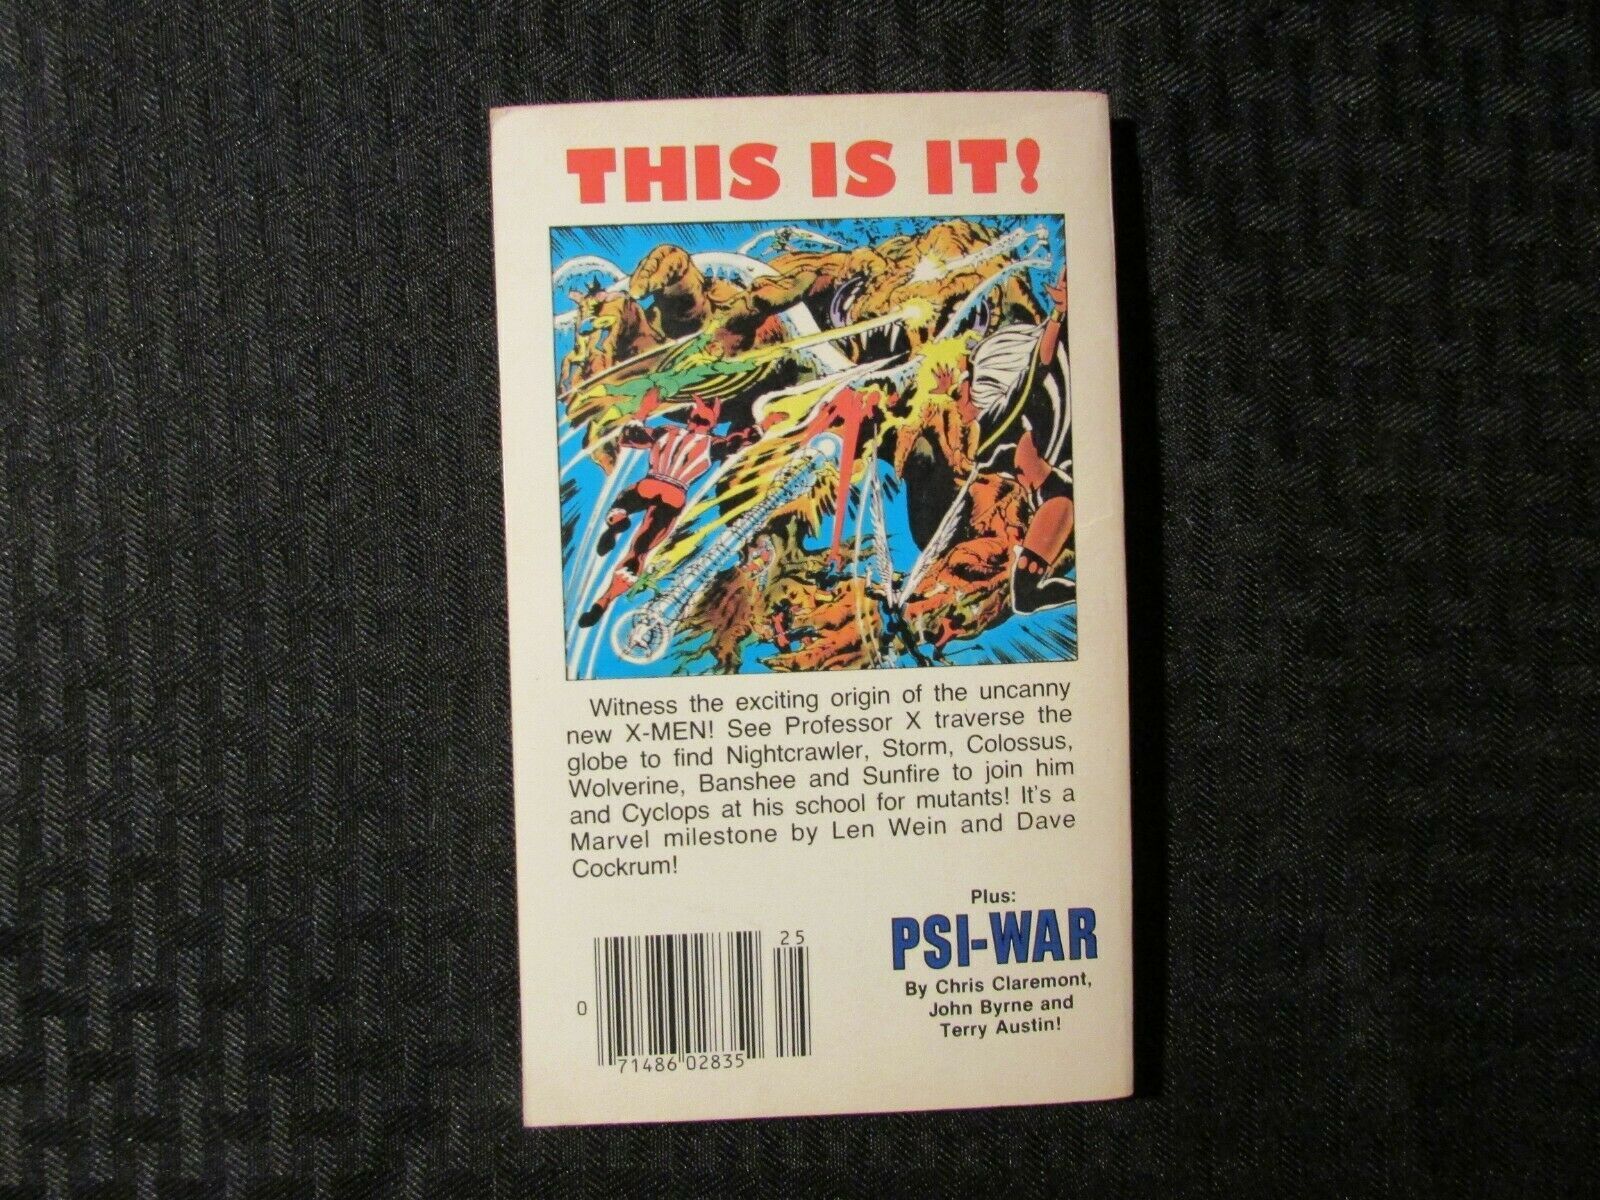 THIS IS IT!
Witness the exciting origin of the uncanny
new X-MEN! See Professor X traverse the
globe to find Nightcrawler, Storm, Colossus,
Wolverine, Banshee and Sunfire to join him
and Cyclops at his school for mutants! It's a
Marvel milestone by Len Wein and Dave
Cockrum!
Plus:
PSI-WAR
By Chris Claremont,
John Byrne and
Terry Austin!
25
0
71486 02835